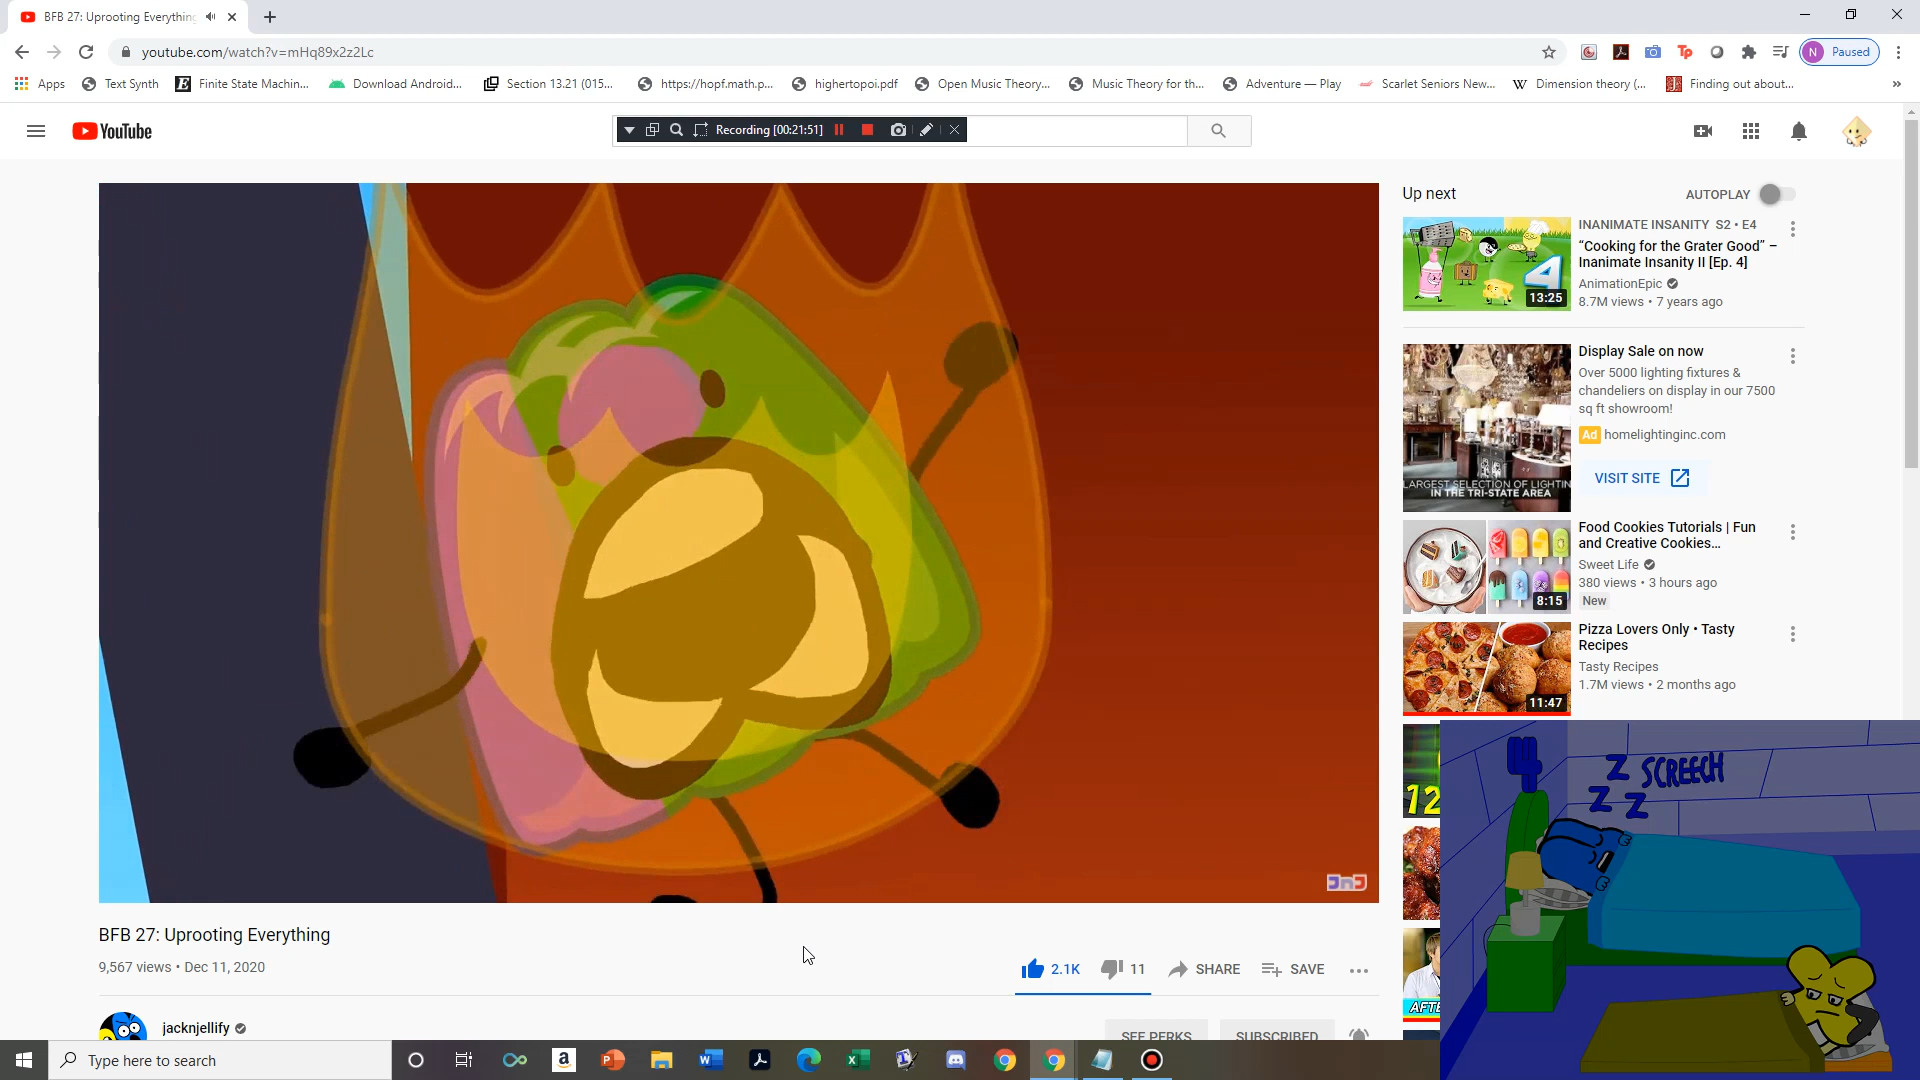 BFB 27: Uprooting Everything
youtube.com/watch?v=mHq89x2z2Lc
N Paused
Apps
Text Synth
Finite State Machin...
Download Android...
Section 13.21 (015...
https://hopf.math.p...
highertopoi.pdf
Open Music Theory...
Music Theory for th...
Adventure — Play
Scarlet Seniors New...
Dimension theory (...
Finding out about...
YouTube
Recording [00:21:51]
Up next
AUTOPLAY
INANIMATE INSANITY S2 • E4
“Cooking for the Grater Good” –
Inanimate Insanity II [Ep. 4]
AnimationEpic
8.7M views • 7 years ago
4
13:25
Display Sale on now
Over 5000 lighting fixtures &
chandeliers on display in our 7500
sq ft showroom!
Ad homelightinginc.com
VISIT SITE
LARGEST SELECTION OF LIGHTIN
IN THE TRI-STATE AREA
Food Cookies Tutorials | Fun
and Creative Cookies...
Sweet Life
380 views • 3 hours ago
New
8:15
Pizza Lovers Only • Tasty
Recipes
Tasty Recipes
1.7M views • 2 months ago
11:47
12
AFTE
Z SCREECH
Z Z
JnJ
BFB 27: Uprooting Everything
9,567 views • Dec 11, 2020
2.1K
11
SHARE
SAVE
jacknjellify
SEE PERKS
SUBSCRIBED
Type here to search